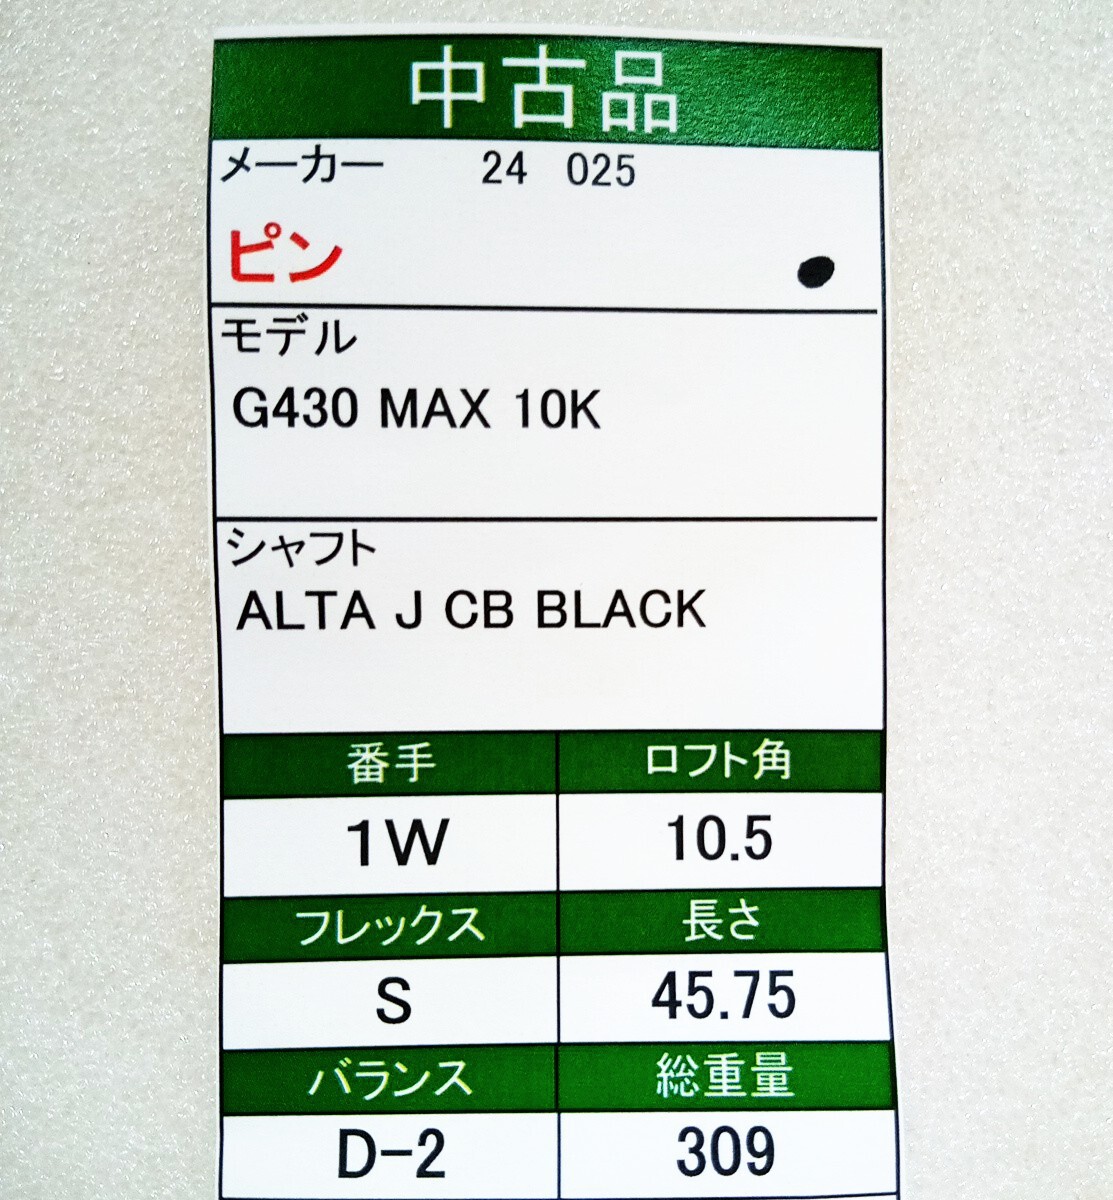 中古品
メーカー 24 025
ピン
モデル
G430 MAX 10K
シャフト
ALTA J CB BLACK
番手 ロフト角
1W 10.5
フレックス 長さ
S 45.75
バランス 総重量
D-2 309